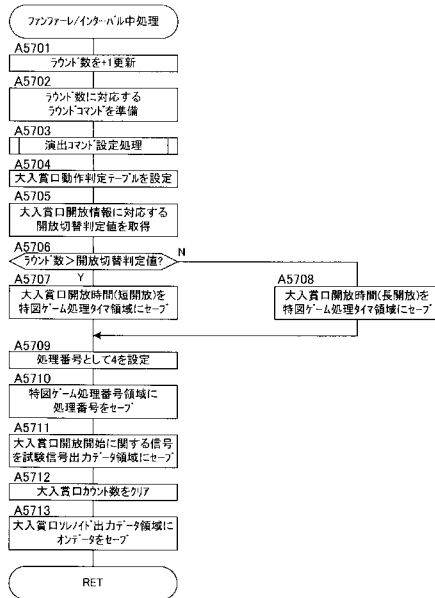 ファンファーレ/インターバル中処理
A5701
ラウンド数を+1更新
A5702
ラウンド数に対応する
ラウンドコマンドを準備
A5703
演出コマンド設定処理
A5704
大入賞口動作判定テーブルを設定
A5705
大入賞口開放情報に対応する
開放切替判定値を取得
A5706
ラウンド数>開放切替判定値?
N
Y
A5707
大入賞口開放時間(短開放)を
特図ゲーム処理タイマ領域にセーブ
A5708
大入賞口開放時間(長開放)を
特図ゲーム処理タイマ領域にセーブ
A5709
処理番号として4を設定
A5710
特図ゲーム処理番号領域に
処理番号をセーブ
A5711
大入賞口開放開始に関する信号
を試験信号出力データ領域にセーブ
A5712
大入賞口カウント数をクリア
A5713
大入賞口ソレノイド出力データ領域に
オンデータをセーブ
RET